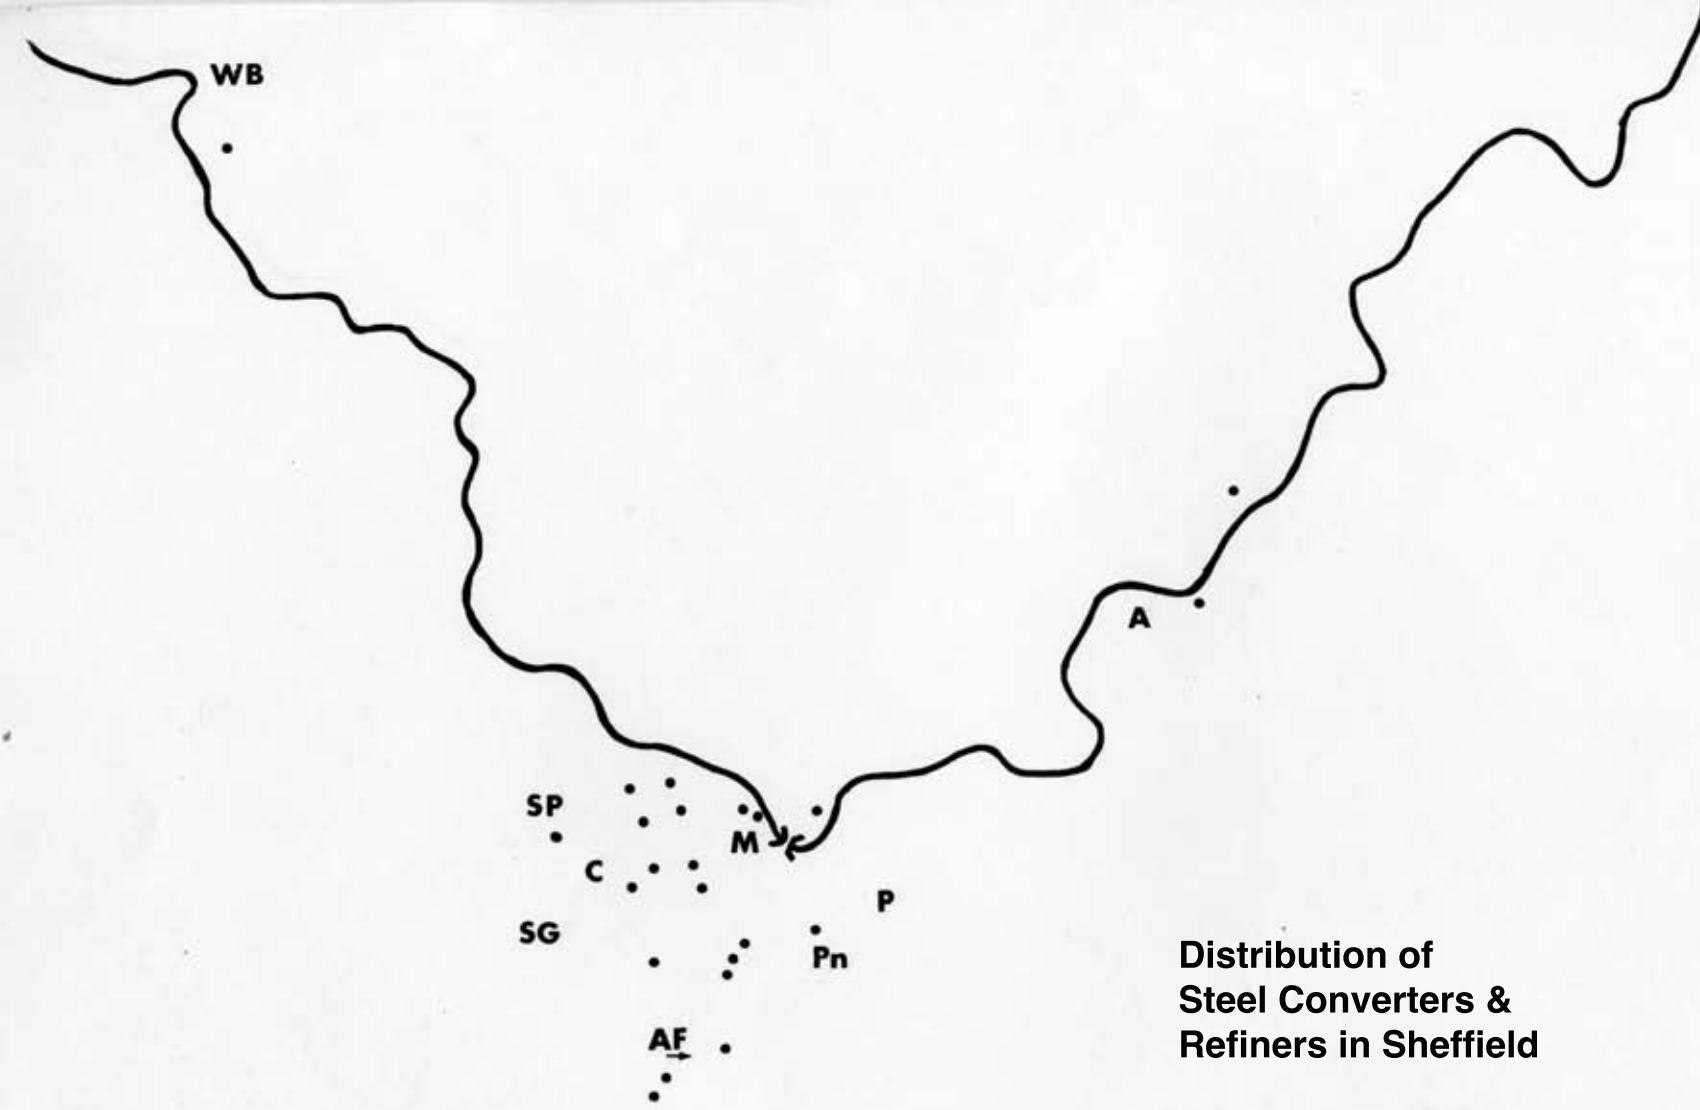 WB
A
SP
M
C
P
SG
Pn
AF
Distribution of
Steel Converters &
Refiners in Sheffield